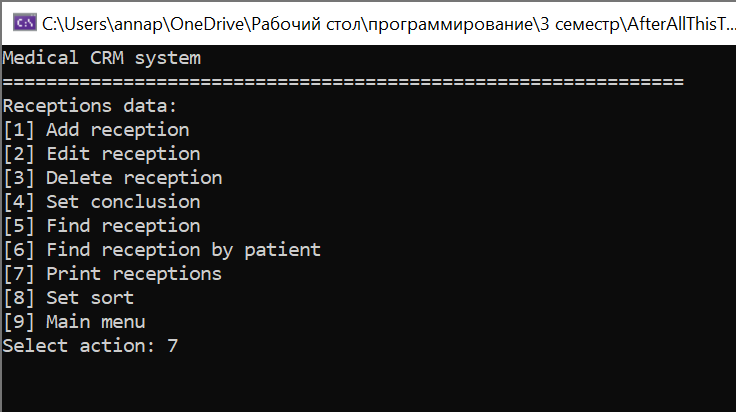 C:\Users\annap\OneDrive\Рабочий стол\программирование\3 семестр\AfterAllThisT...
Medical CRM system
==============================================================
Receptions data:
[1] Add reception
[2] Edit reception
[3] Delete reception
[4] Set conclusion
[5] Find reception
[6] Find reception by patient
[7] Print receptions
[8] Set sort
[9] Main menu
Select action: 7